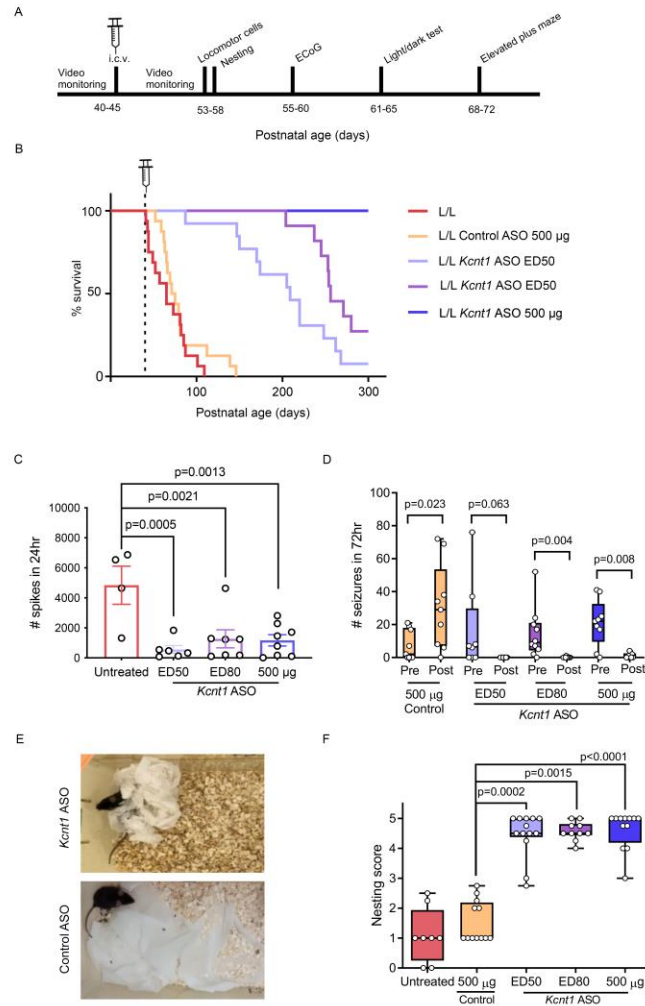 A
i.c.v.
Video
monitoring
Video
monitoring
Locomotor cells
Nesting
ECoG
Light/dark test
Elevated plus maze
40-45
53-58
55-60
61-65
68-72
Postnatal age (days)
B
% survival
100
50
0
100
200
300
Postnatal age (days)
L/L
L/L Control ASO 500 µg
L/L Kcnt1 ASO ED50
L/L Kcnt1 ASO ED50
L/L Kcnt1 ASO 500 µg
C
# spikes in 24hr
p=0.0013
p=0.0021
p=0.0005
10000
8000
6000
4000
2000
0
Untreated
ED50
ED80
500 µg
Kcnt1 ASO
D
# seizures in 72hr
100
80
60
40
20
0
p=0.023
p=0.063
p=0.004
p=0.008
Pre Post Pre Post Pre Post Pre Post
500 µg
Control
ED50
ED80
500 µg
Kcnt1 ASO
E
Kcnt1 ASO
Control ASO
F
Nesting score
p<0.0001
p=0.0015
p=0.0002
5
4
3
2
1
0
Untreated
500 µg
Control
ED50
ED80
500 µg
Kcnt1 ASO